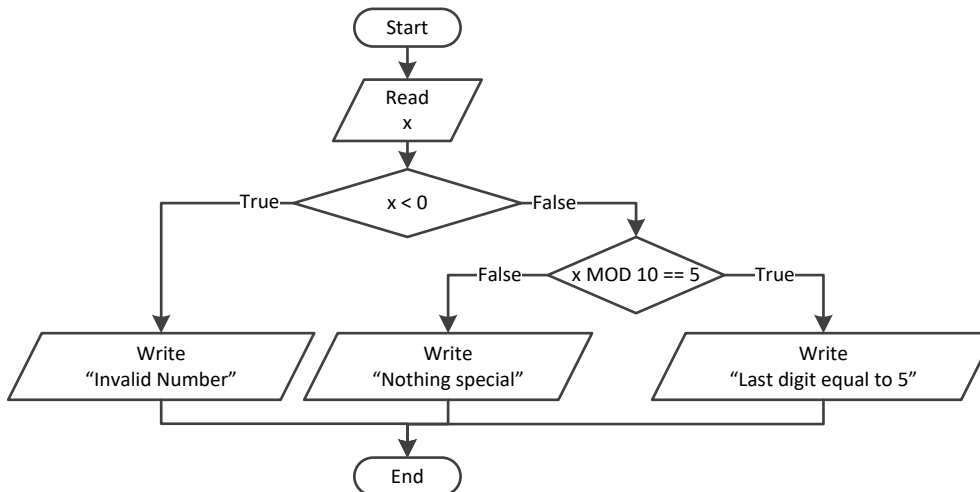 Start
Read
x
x < 0
True
False
x MOD 10 == 5
False
True
Write
“Invalid Number”
Write
“Nothing special”
Write
“Last digit equal to 5”
End